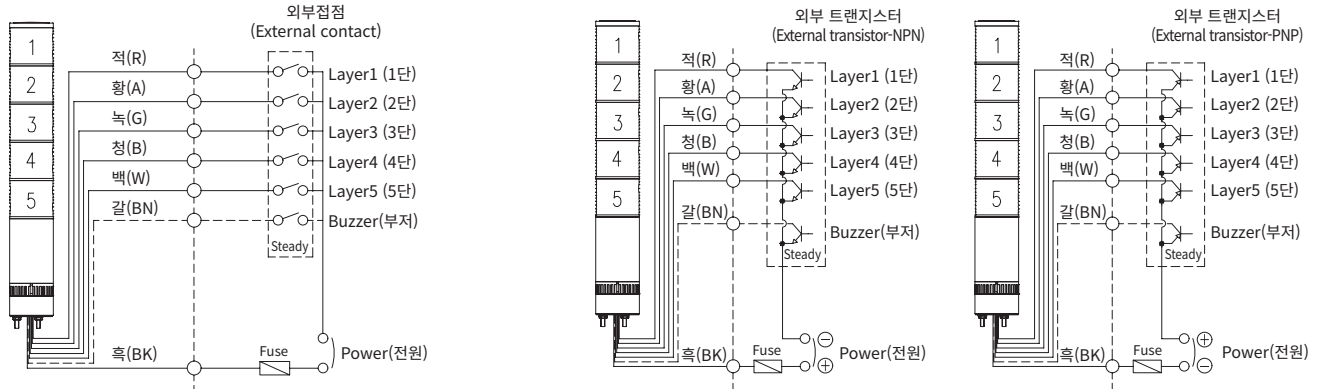 외부접점
(External contact)
1
2
3
4
5
적(R)
황(A)
녹(G)
청(B)
백(W)
갈(BN)
흑(BK)
Layer1 (1단)
Layer2 (2단)
Layer3 (3단)
Layer4 (4단)
Layer5 (5단)
Buzzer(부저)
Steady
Fuse
Power(전원)
외부 트랜지스터
(External transistor-NPN)
1
2
3
4
5
적(R)
황(A)
녹(G)
청(B)
백(W)
갈(BN)
흑(BK)
Layer1 (1단)
Layer2 (2단)
Layer3 (3단)
Layer4 (4단)
Layer5 (5단)
Buzzer(부저)
Steady
Fuse
−
+
Power(전원)
외부 트랜지스터
(External transistor-PNP)
1
2
3
4
5
적(R)
황(A)
녹(G)
청(B)
백(W)
갈(BN)
흑(BK)
Layer1 (1단)
Layer2 (2단)
Layer3 (3단)
Layer4 (4단)
Layer5 (5단)
Buzzer(부저)
Steady
Fuse
+
−
Power(전원)